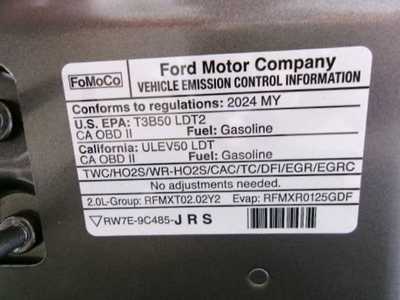 FoMoCo
Ford Motor Company
VEHICLE EMISSION CONTROL INFORMATION
Conforms to regulations: 2024 MY
U.S. EPA: T3B50 LDT2
CA OBD II Fuel: Gasoline
California: ULEV50 LDT
CA OBD II Fuel: Gasoline
TWC/HO2S/WR-HO2S/CAC/TC/DFI/EGR/EGRC
No adjustments needed.
2.0L-Group: RFMXT02.02Y2 Evap: RFMXR0125GDF
RW7E-9C485-JRS